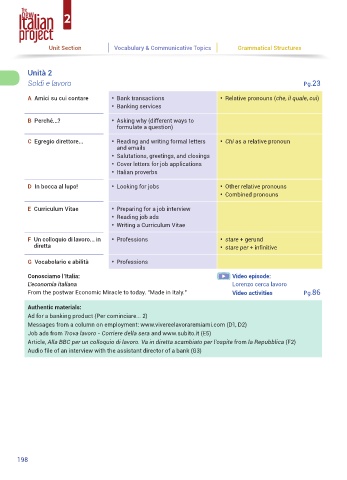 The
new
Italian
project
2
Unit Section
Vocabulary & Communicative Topics
Grammatical Structures
Unità 2
Soldi e lavoro
Pg.23
A Amici su cui contare
• Bank transactions
• Banking services
• Relative pronouns (che, il quale, cui)
B Perché...?
• Asking why (different ways to
formulate a question)
C Egregio direttore...
• Reading and writing formal letters
and emails
• Salutations, greetings, and closings
• Cover letters for job applications
• Italian proverbs
• Chi as a relative pronoun
D In bocca al lupo!
• Looking for jobs
• Other relative pronouns
• Combined pronouns
E Curriculum Vitae
• Preparing for a job interview
• Reading job ads
• Writing a Curriculum Vitae
F Un colloquio di lavoro... in
diretta
• Professions
• stare + gerund
• stare per + infinitive
G Vocabolario e abilità
• Professions
Conosciamo l'Italia:
L'economia italiana
From the postwar Economic Miracle to today. "Made in Italy."
Video episode:
Lorenzo cerca lavoro
Video activities
Pg.86
Authentic materials:
Ad for a banking product (Per cominciare... 2)
Messages from a column on employment: www.vivereelavorareamiami.com (D1, D2)
Job ads from Trova lavoro - Corriere della sera and www.subito.it (E5)
Article, Alla BBC per un colloquio di lavoro. Va in diretta scambiato per l'ospite from la Repubblica (F2)
Audio file of an interview with the assistant director of a bank (G3)
198